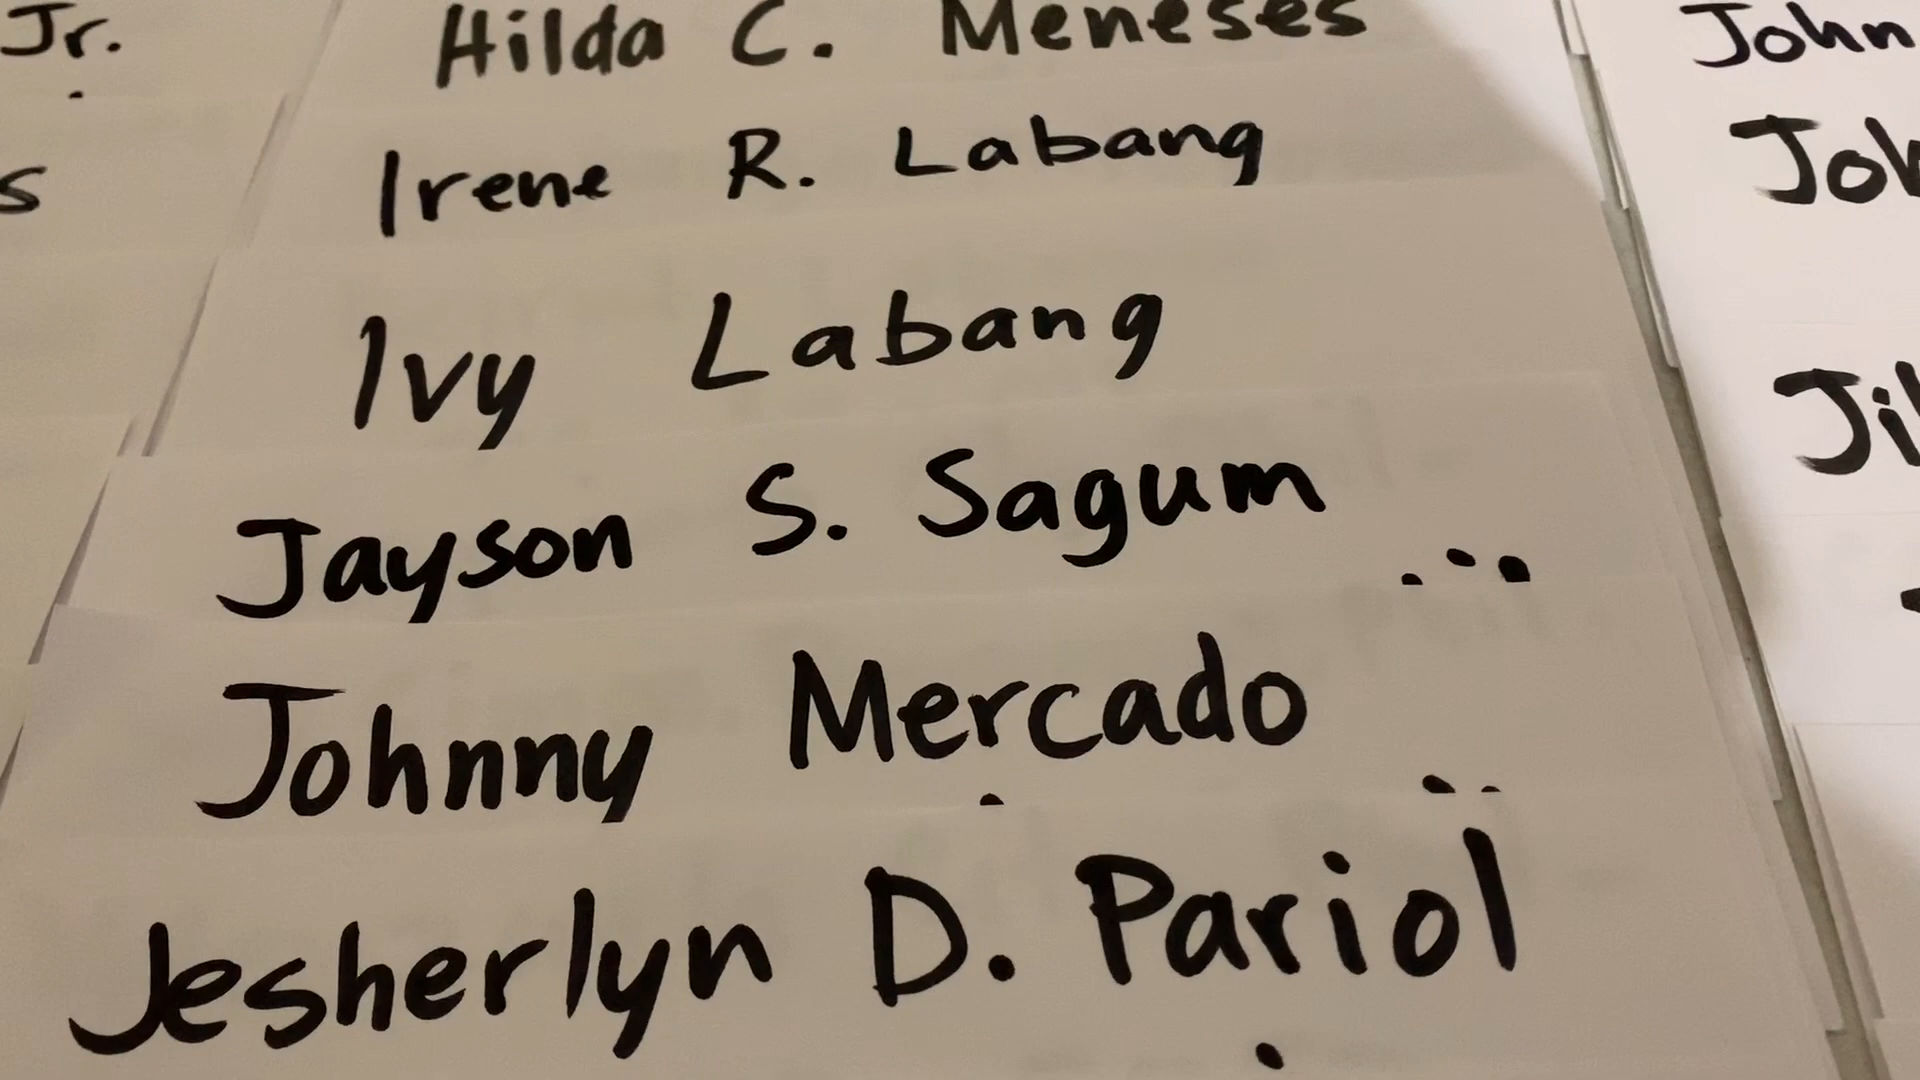 Jr.
s
Hilda C. Meneses
Irene R. Labang
Ivy Labang
Jayson S. Sagum
Johnny Mercado
Jesherlyn D. Pariol
John